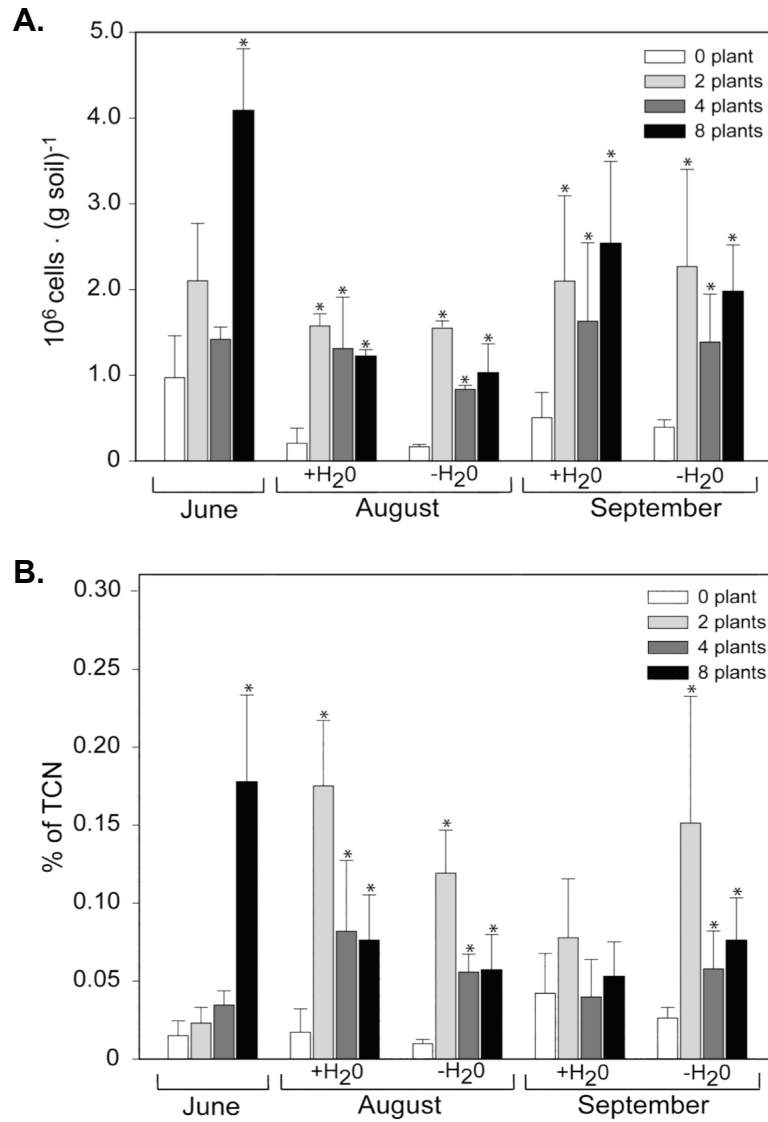 A.
5.0
4.0
3.0
2.0
1.0
0
10⁶ cells · (g soil)⁻¹
0 plant
2 plants
4 plants
8 plants
* * * * * * * * * * * * *
+H₂0 -H₂0 +H₂0 -H₂0
June August September
B.
0.30
0.25
0.20
0.15
0.10
0.05
0
% of TCN
0 plant
2 plants
4 plants
8 plants
* * * * * * * * * *
+H₂0 -H₂0 +H₂0 -H₂0
June August September